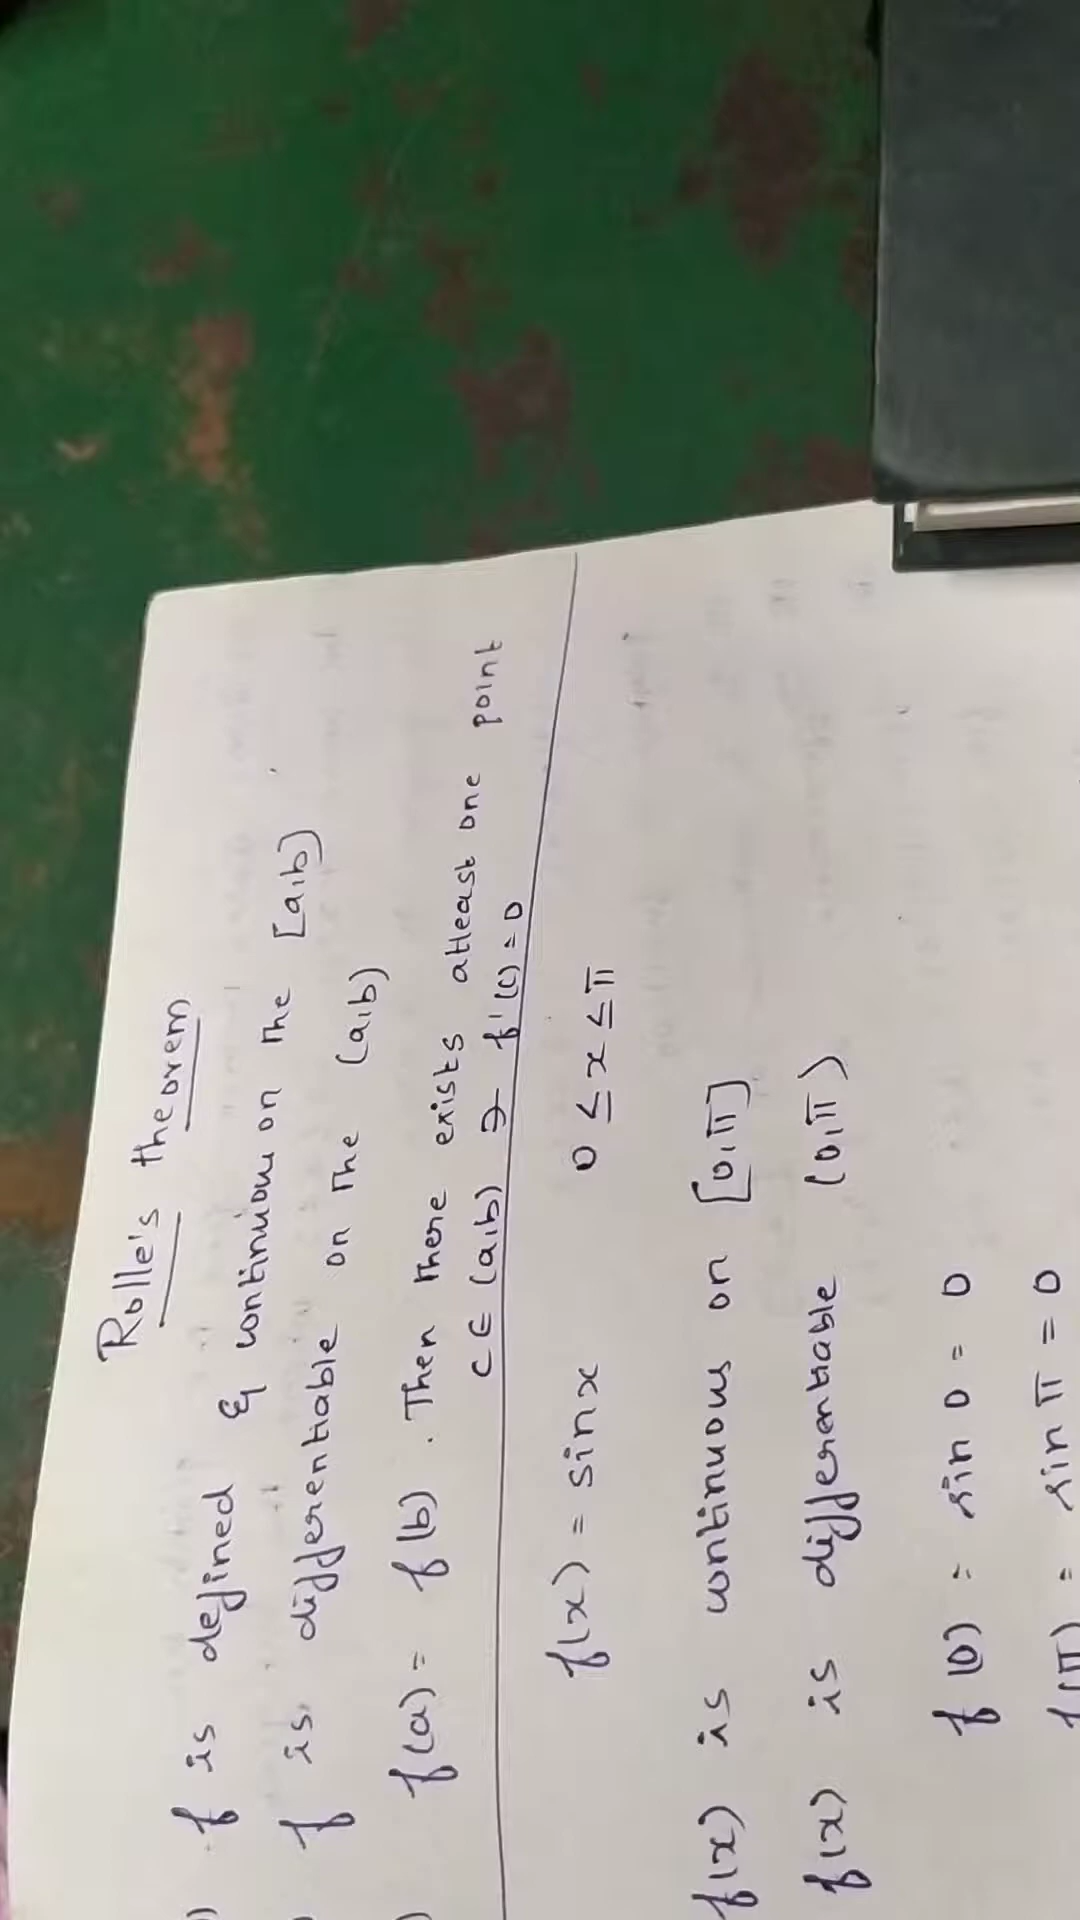 Rolle's theorem
) f is defined & continuous on the [a,b]
) f is differentiable on the (a,b)
) f(a) = f(b). Then there exists atleast one point
c ∈ (a,b) ∋ f'(c) = 0
f(x) = sin x 0 ≤ x ≤ π
f(x) is continuous on [0,π]
f(x) is differentiable (0,π)
f(0) = sin 0 = 0
f(π) = sin π = 0